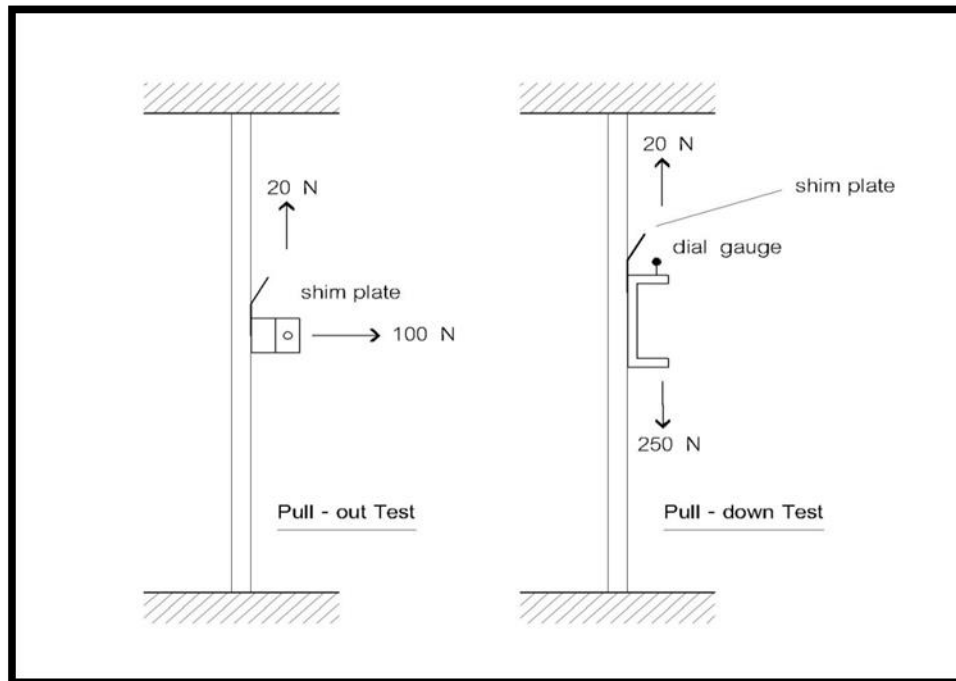 20 N
shim plate
100 N
Pull - out Test
20 N
shim plate
dial gauge
250 N
Pull - down Test